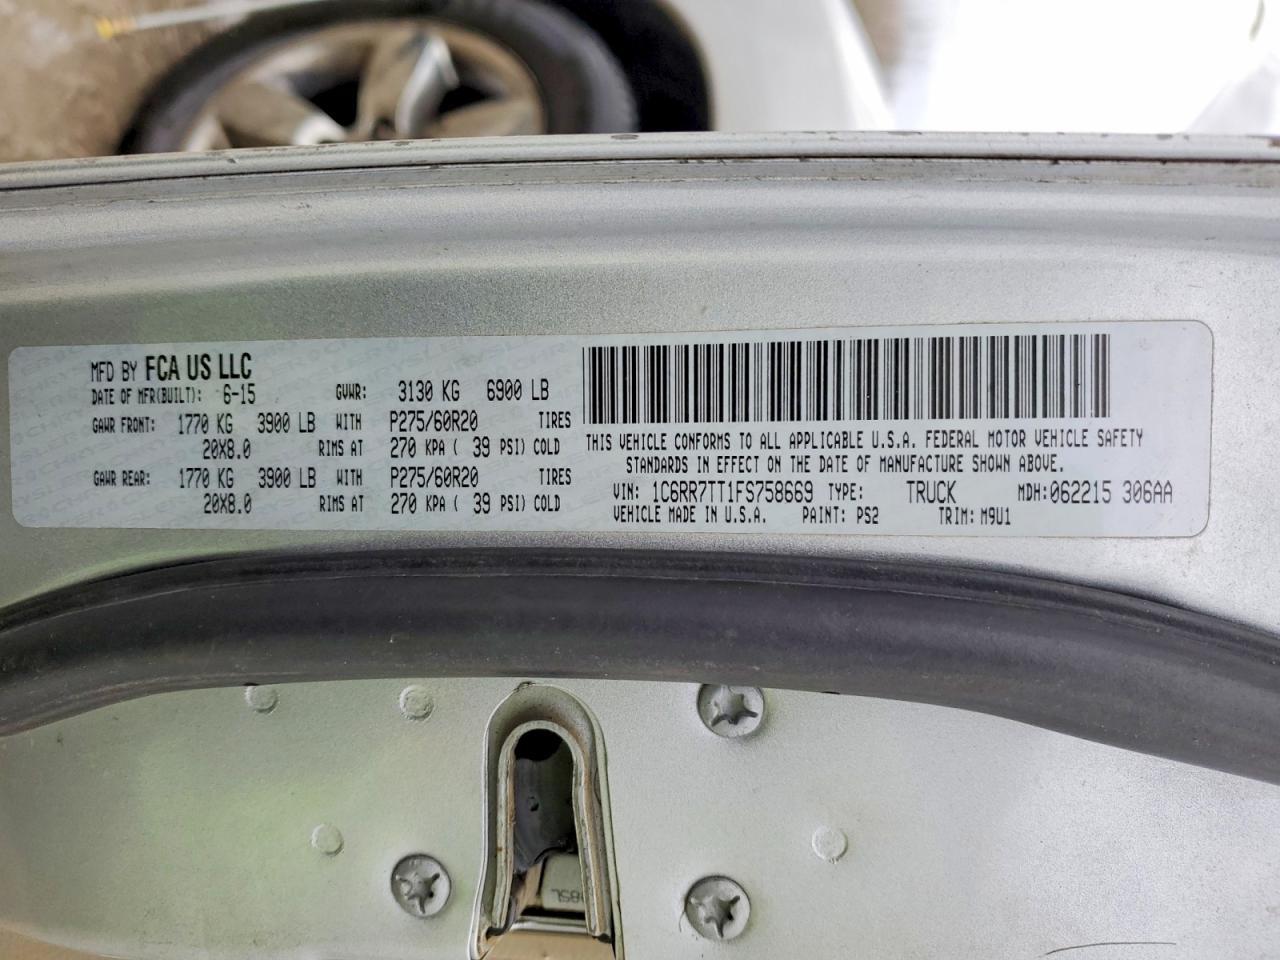 MFD BY FCA US LLC
DATE OF MFR(BUILT): 6-15 GVWR: 3130 KG 6900 LB
GAWR FRONT: 1770 KG 3900 LB WITH P275/60R20 TIRES
20X8.0 RIMS AT 270 KPA ( 39 PSI) COLD
GAWR REAR: 1770 KG 3900 LB WITH P275/60R20 TIRES
20X8.0 RIMS AT 270 KPA ( 39 PSI) COLD
THIS VEHICLE CONFORMS TO ALL APPLICABLE U.S.A. FEDERAL MOTOR VEHICLE SAFETY
STANDARDS IN EFFECT ON THE DATE OF MANUFACTURE SHOWN ABOVE.
VIN: 1C6RR7TT1FS758669 TYPE: TRUCK MDH: 062215 306AA
VEHICLE MADE IN U.S.A. PAINT: PS2 TRIM: M9U1